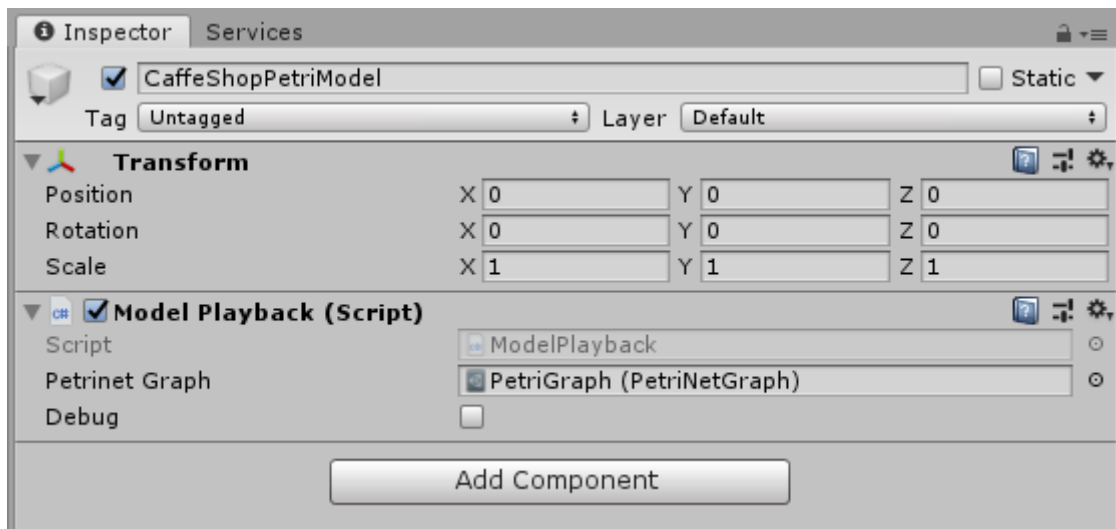 Inspector Services
CaffeShopPetriModel Static
Tag Untagged Layer Default
Transform
Position X 0 Y 0 Z 0
Rotation X 0 Y 0 Z 0
Scale X 1 Y 1 Z 1
c# Model Playback (Script)
Script ModelPlayback
Petrinet Graph PetriGraph (PetriNetGraph)
Debug
Add Component